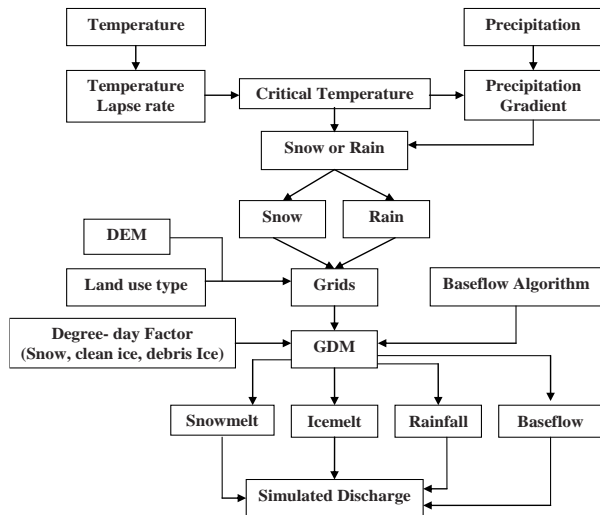 Temperature
Precipitation
Temperature
Lapse rate
Critical Temperature
Precipitation
Gradient
Snow or Rain
Snow
Rain
DEM
Land use type
Grids
Baseflow Algorithm
Degree- day Factor
(Snow, clean ice, debris Ice)
GDM
Snowmelt
Icemelt
Rainfall
Baseflow
Simulated Discharge